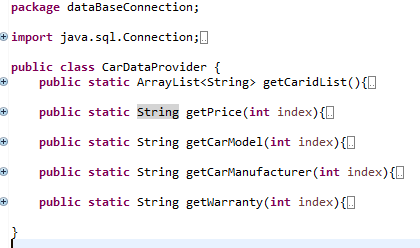 package dataBaseConnection;
import java.sql.Connection;
public class CarDataProvider {
public static ArrayList<String> getCaridList(){
public static String getPrice(int index){
public static String getCarModel(int index){
public static String getCarManufacturer(int index){
public static String getWarranty(int index){
}